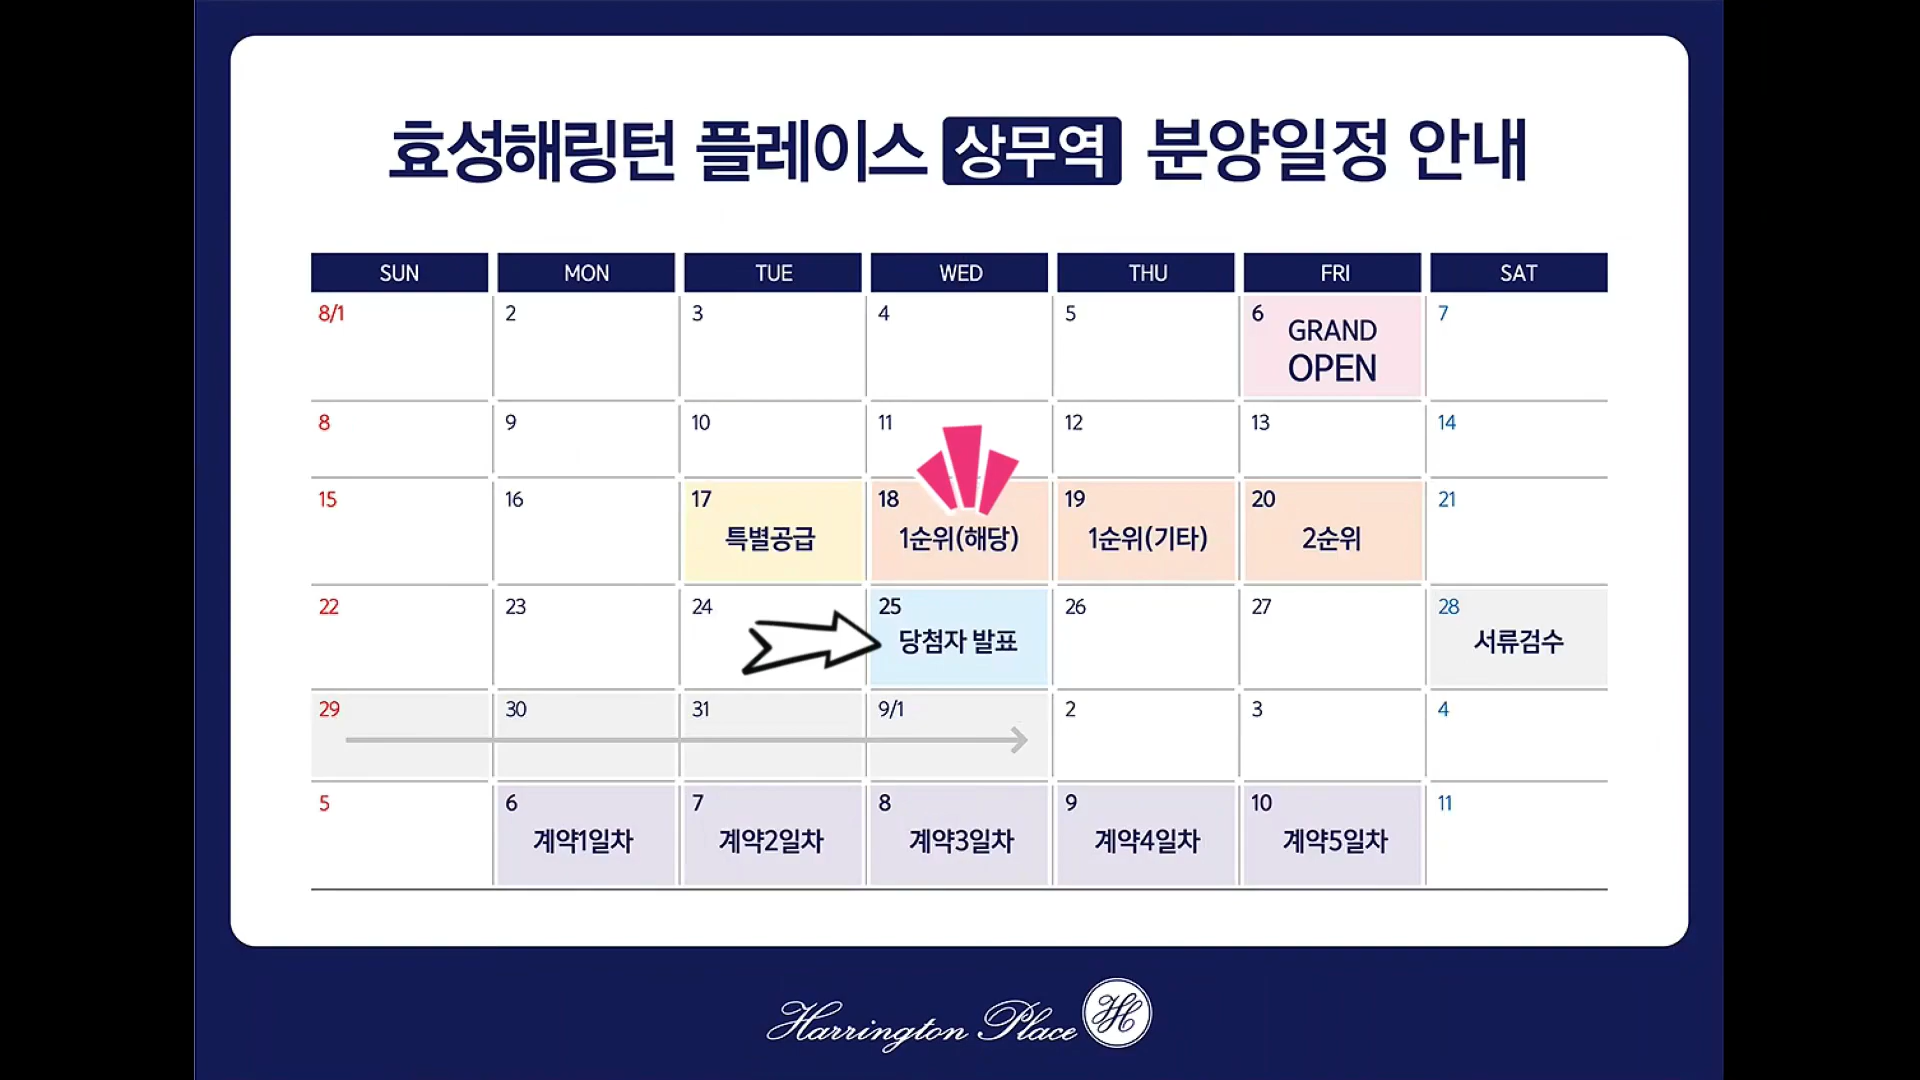 효성해링턴 플레이스 상무역 분양일정 안내
SUN MON TUE WED THU FRI SAT
8/1 2 3 4 5 6 7
GRAND
OPEN
8 9 10 11 12 13 14
15 16 17 18 19 20 21
특별공급 1순위(해당) 1순위(기타) 2순위
22 23 24 25 26 27 28
당첨자 발표 서류검수
29 30 31 9/1 2 3 4
5 6 7 8 9 10 11
계약1일차 계약2일차 계약3일차 계약4일차 계약5일차
Harrington Place H